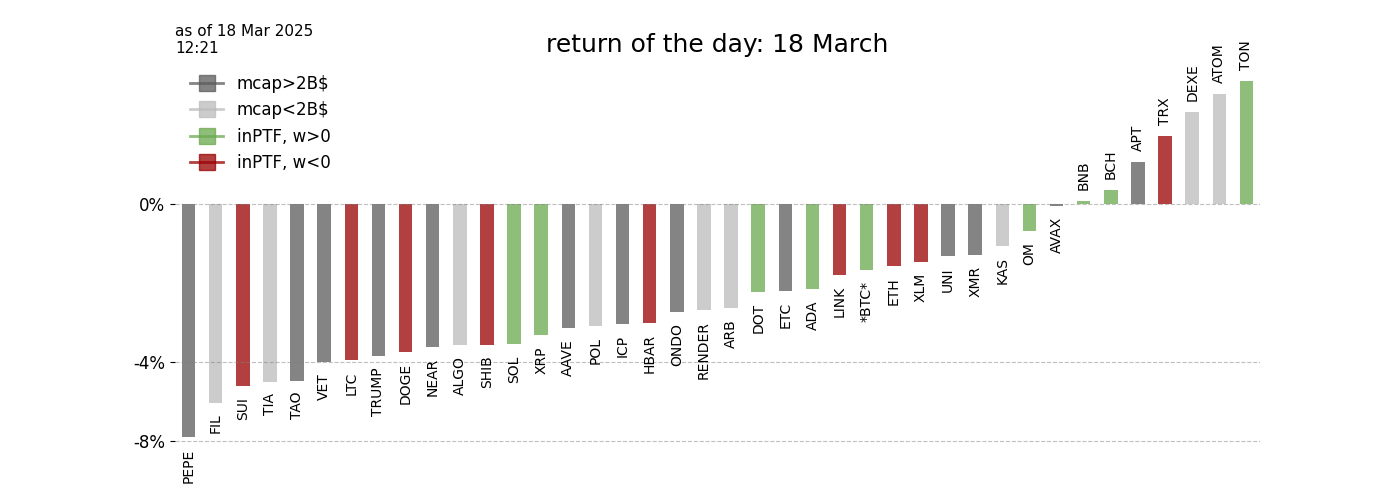 as of 18 Mar 2025
12:21
return of the day: 18 March
mcap>2B$
mcap<2B$
inPTF, w>0
inPTF, w<0
0%
-4%
-8%
PEPE
FIL
SUI
TIA
TAO
VET
LTC
TRUMP
DOGE
NEAR
ALGO
SHIB
SOL
XRP
AAVE
POL
ICP
HBAR
ONDO
RENDER
ARB
DOT
ETC
ADA
LINK
*BTC*
ETH
XLM
UNI
XMR
KAS
OM
AVAX
BNB
BCH
APT
TRX
DEXE
ATOM
TON